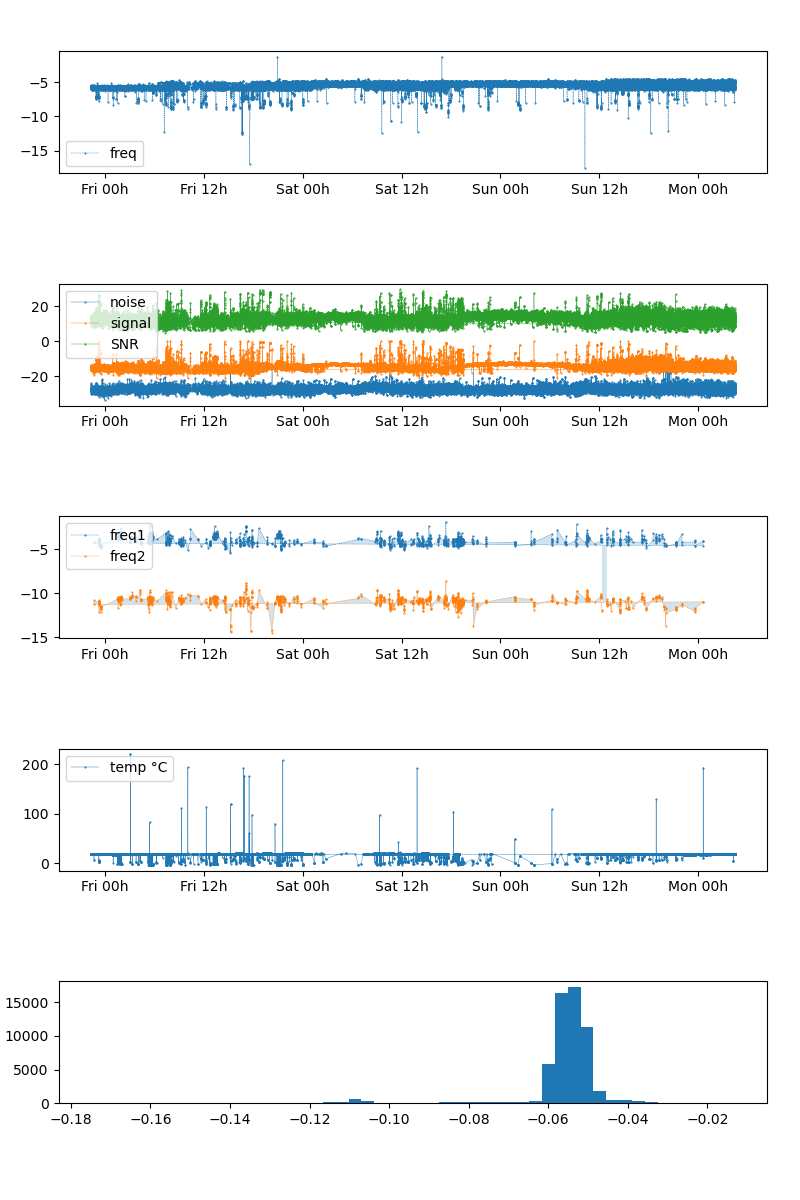 −5
−10
−15
freq
Fri 00h Fri 12h Sat 00h Sat 12h Sun 00h Sun 12h Mon 00h
20
0
−20
noise
signal
SNR
Fri 00h Fri 12h Sat 00h Sat 12h Sun 00h Sun 12h Mon 00h
−5
−10
−15
freq1
freq2
Fri 00h Fri 12h Sat 00h Sat 12h Sun 00h Sun 12h Mon 00h
200
100
0
temp °C
Fri 00h Fri 12h Sat 00h Sat 12h Sun 00h Sun 12h Mon 00h
15000
10000
5000
0
−0.18 −0.16 −0.14 −0.12 −0.10 −0.08 −0.06 −0.04 −0.02